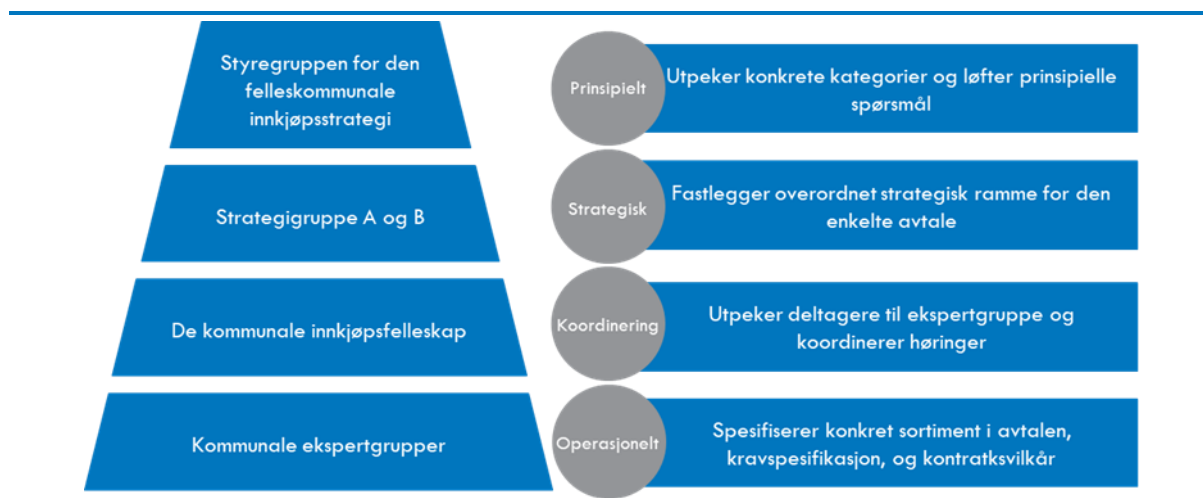 Styregruppen for den
felleskommunale
innkjøpsstrategi
Prinsipielt
Utpeker konkrete kategorier og løfter prinsipielle
spørsmål
Strategigruppe A og B
Strategisk
Fastlegger overordnet strategisk ramme for den
enkelte avtale
De kommunale innkjøpsfelleskap
Koordinering
Utpeker deltagere til ekspertgruppe og
koordinerer høringer
Kommunale ekspertgrupper
Operasjonelt
Spesifiserer konkret sortiment i avtalen,
kravspesifikasjon, og kontratksvilkår